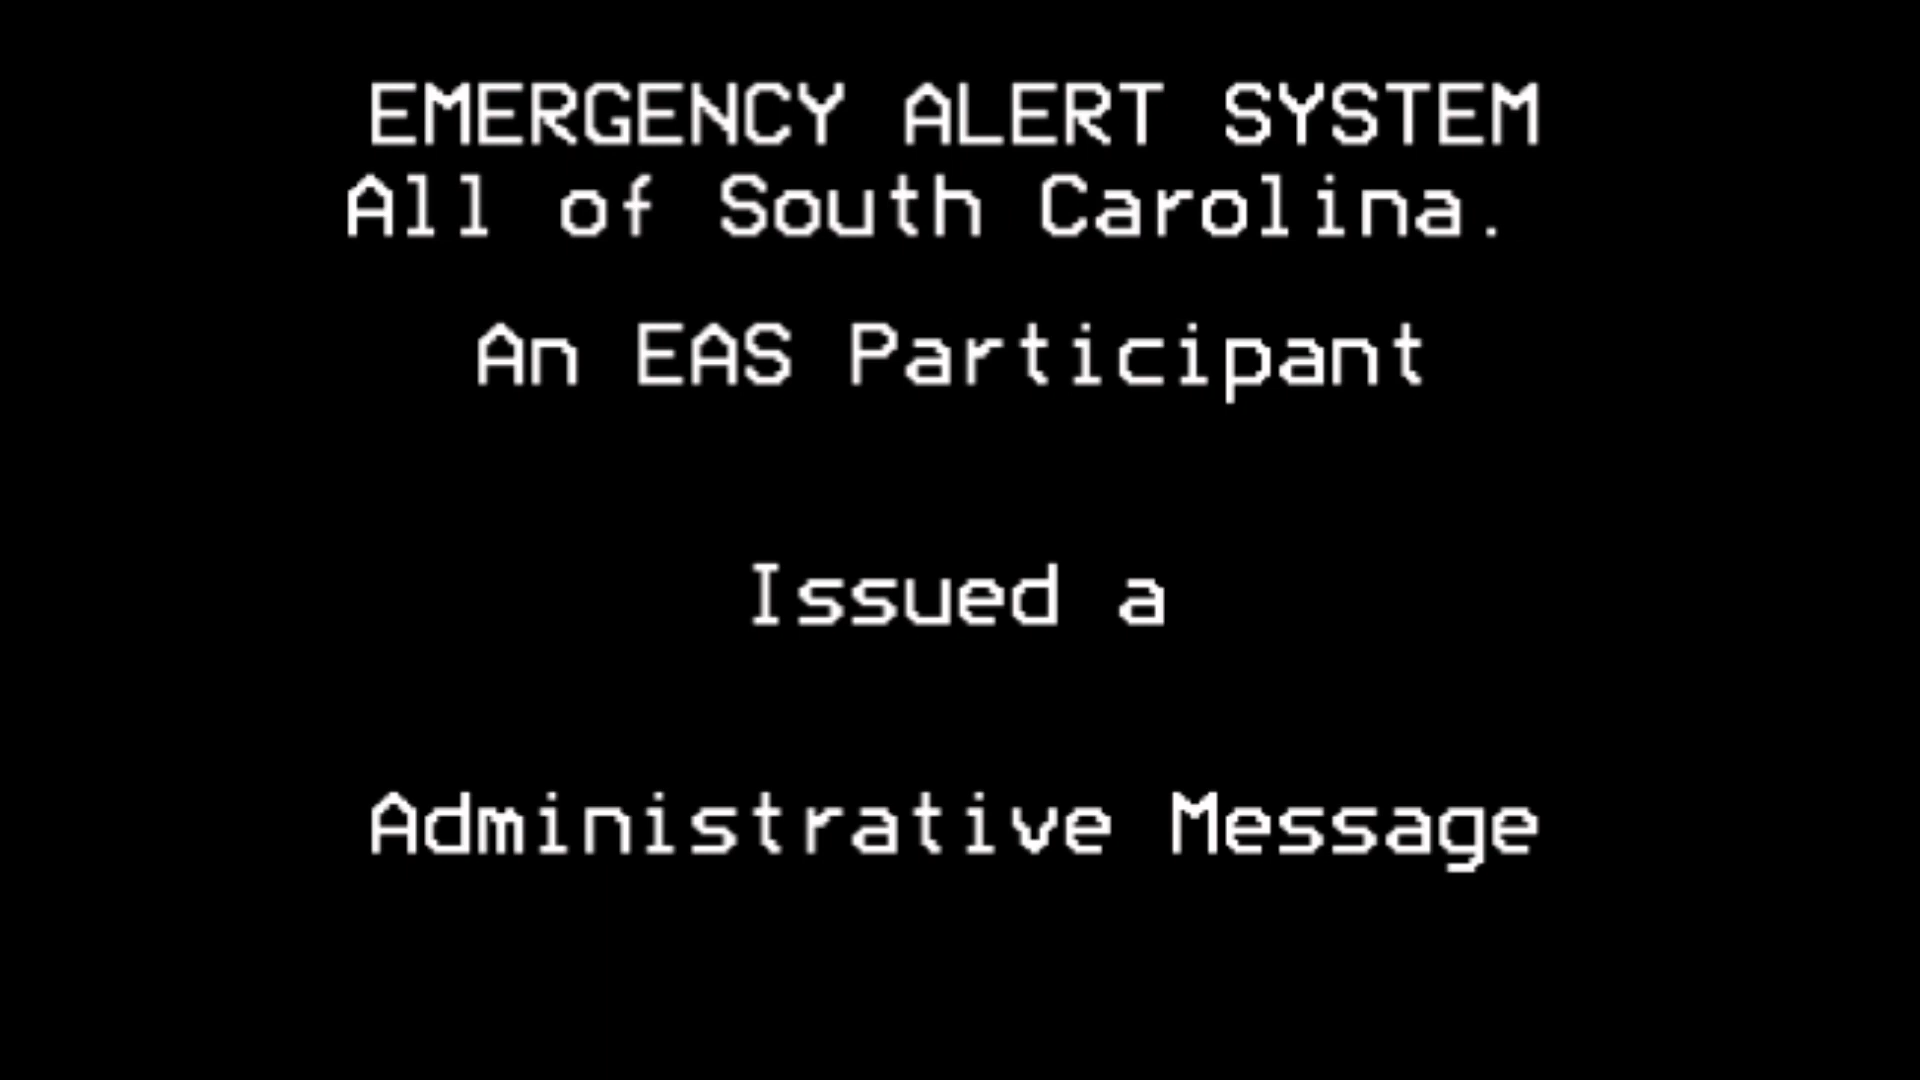 EMERGENCY ALERT SYSTEM
All of South Carolina.
An EAS Participant
Issued a
Administrative Message